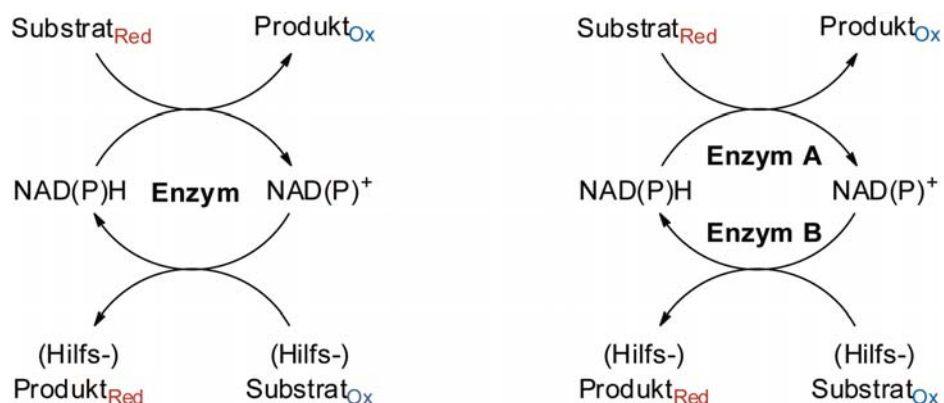 Substrat_Red Produkt_Ox
NAD(P)H Enzym NAD(P)⁺
(Hilfs-) (Hilfs-)
Produkt_Red Substrat_Ox
Substrat_Red Produkt_Ox
Enzym A
NAD(P)H NAD(P)⁺
Enzym B
(Hilfs-) (Hilfs-)
Produkt_Red Substrat_Ox